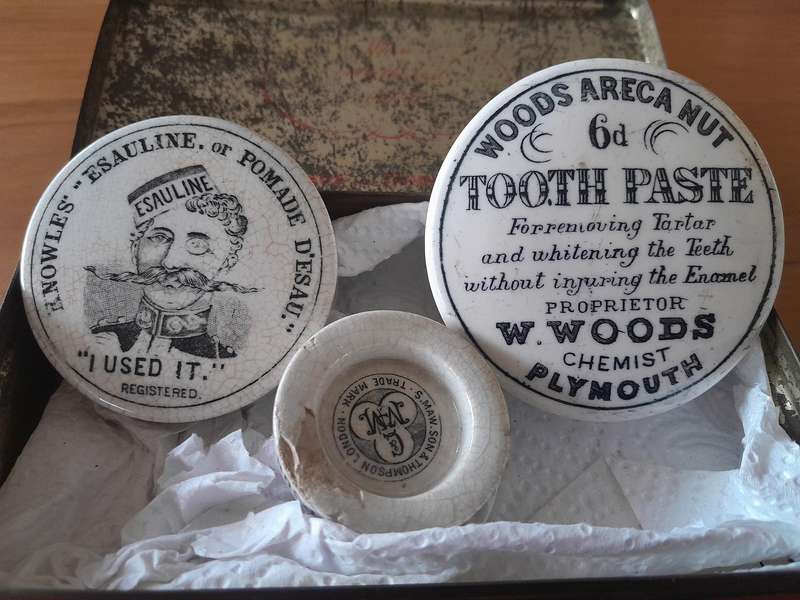 KNOWLES' "ESAULINE, or POMADE D'ESAU."
ESAULINE
"I USED IT."
REGISTERED.
WOODS ARECA NUT
6d
TOOTH PASTE
For removing Tartar
and whitening the Teeth
without injuring the Enamel
PROPRIETOR
W. WOODS
CHEMIST
PLYMOUTH
S. MAW, SON & THOMPSON · LONDON ·
TRADE MARK ·